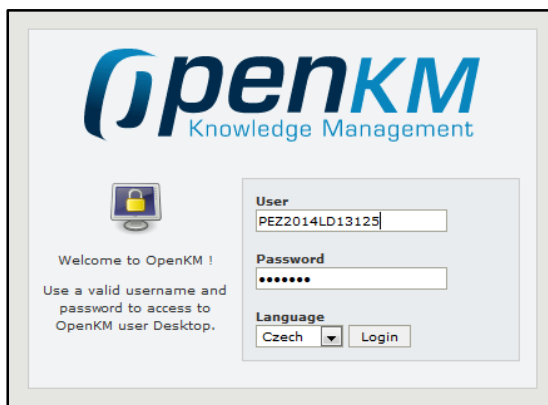 OpenKM
Knowledge Management
Welcome to OpenKM !
Use a valid username and
password to access to
OpenKM user Desktop.
User
PEZ2014LD13125
Password
•••••••
Language
Czech
Login